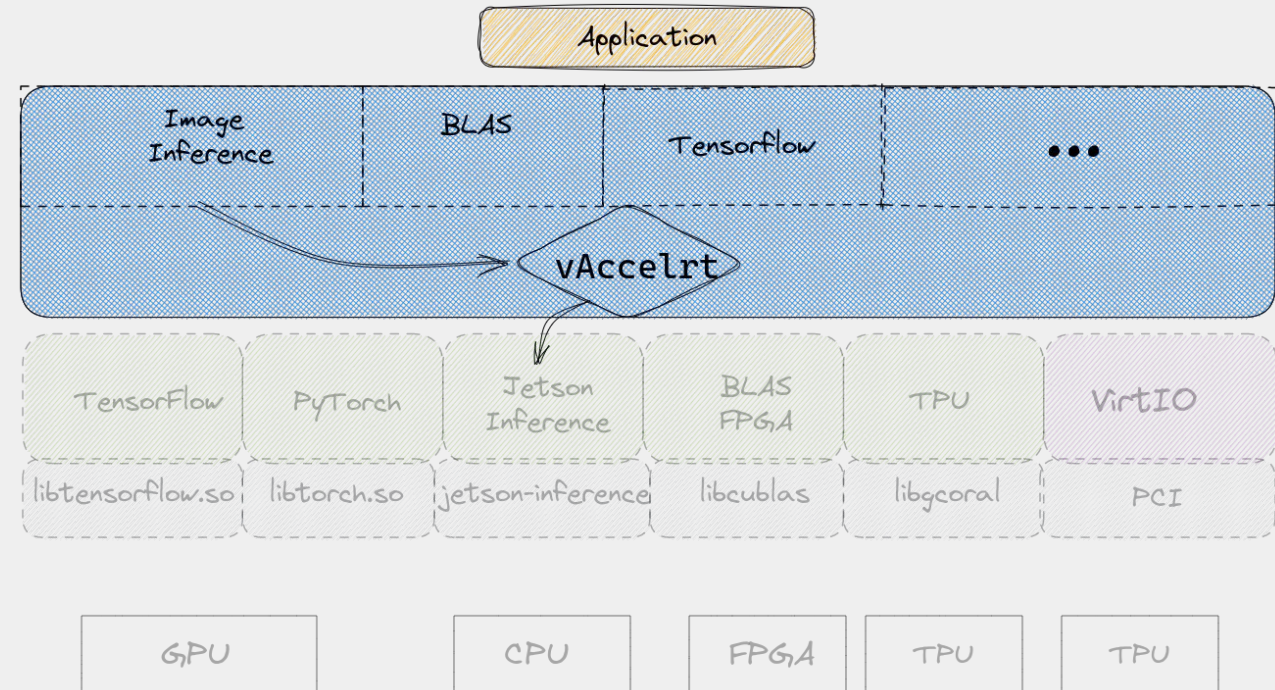 Application
Image
Inference
BLAS
Tensorflow
...
vAccelrt
TensorFlow
PyTorch
Jetson
Inference
BLAS
FPGA
TPU
VirtIO
libtensorflow.so
libtorch.so
jetson-inference
libcublas
libgcoral
PCI
GPU
CPU
FPGA
TPU
TPU